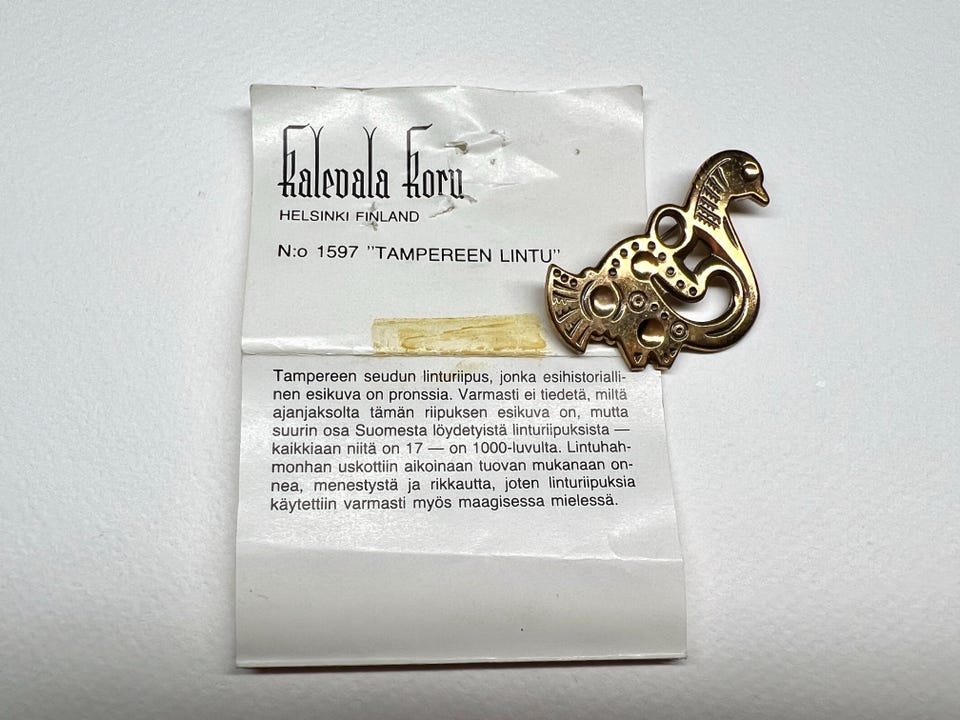 Kalevala Koru
HELSINKI FINLAND
N:o 1597 "TAMPEREEN LINTU"
Tampereen seudun linturiipus, jonka esihistorialli-
nen esikuva on pronssia. Varmasti ei tiedetä, miltä
ajanjaksolta tämän riipuksen esikuva on, mutta
suurin osa Suomesta löydetyistä linturiipuksista —
kaikkiaan niitä on 17 — on 1000-luvulta. Lintuhah-
monhan uskottiin aikoinaan tuovan mukanaan on-
nea, menestystä ja rikkautta, joten linturiipuksia
käytettiin varmasti myös maagisessa mielessä.